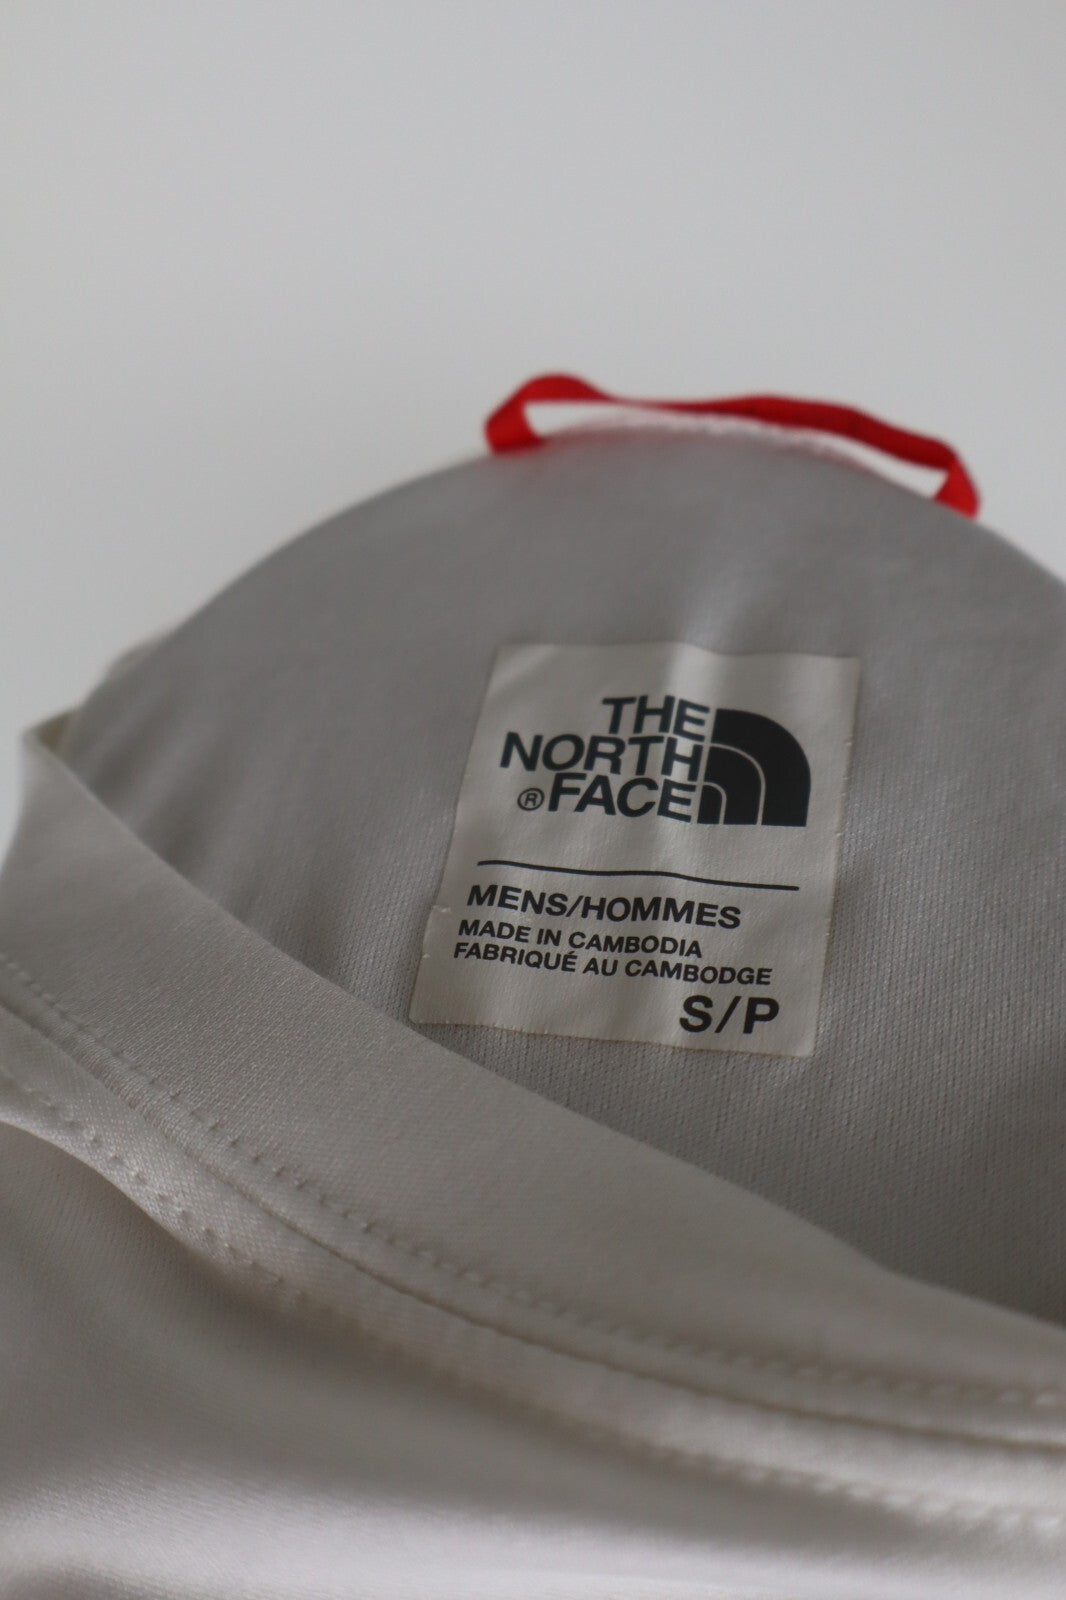 THE
NORTH
®FACE
MENS/HOMMES
MADE IN CAMBODIA
FABRIQUÉ AU CAMBODGE
S/P